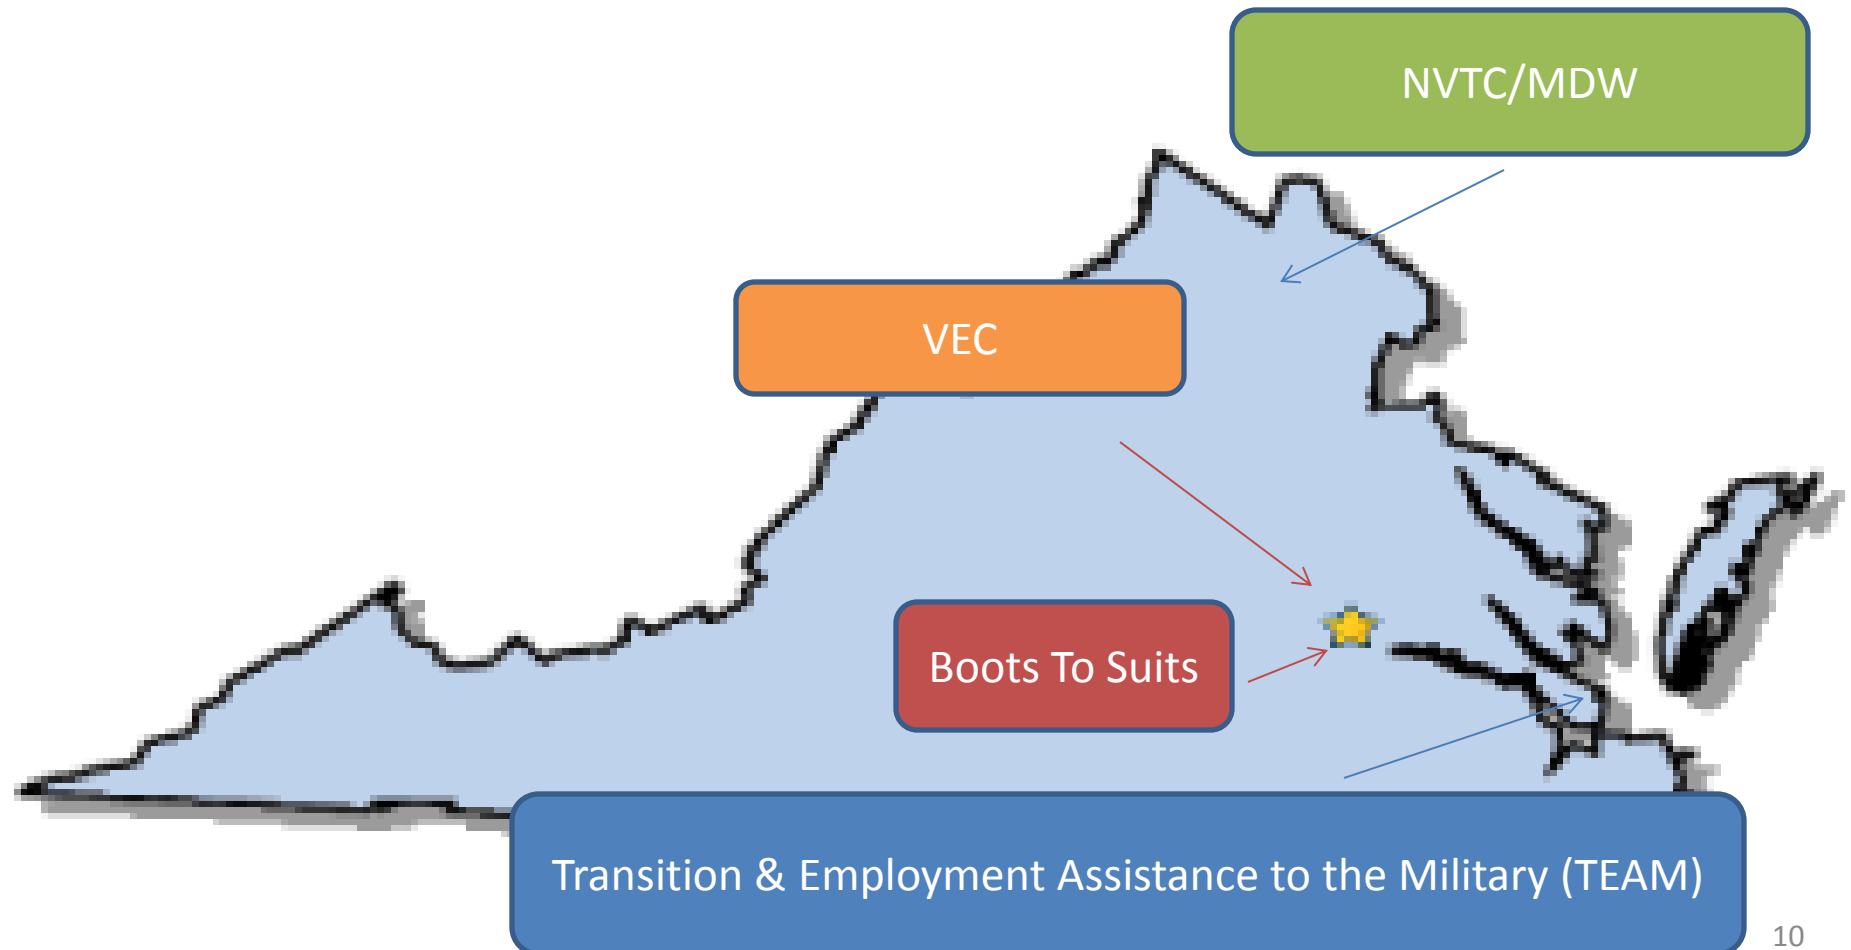 NVTC/MDW
VEC
Boots To Suits
Transition & Employment Assistance to the Military (TEAM)
10